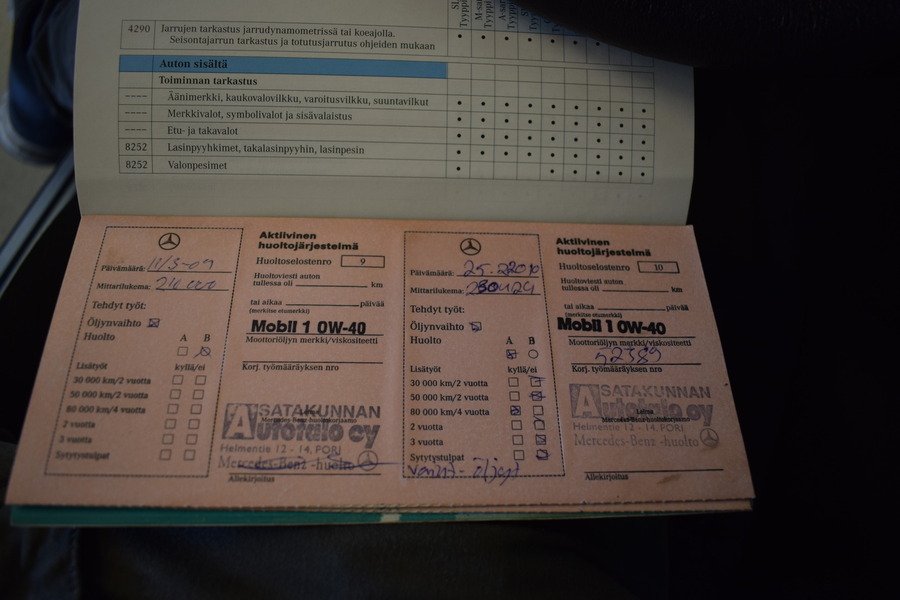 4290 Jarrujen tarkastus jarrudynamometrissä tai koeajolla.
Seisontajarrun tarkastus ja totutusjarrutus ohjeiden mukaan
Auton sisältä
Toiminnan tarkastus
---- Äänimerkki, kaukovalovilkku, varoitusvilkku, suuntavilkut
---- Merkkivalot, symbolivalot ja sisävalaistus
---- Etu- ja takavalot
8252 Lasinpyyhkimet, takalasinpyyhin, lasinpesin
8252 Valonpesimet
Päivämäärä:
Mittarilukema:
Tehdyt työt:
Öljynvaihto
Huolto A B
Lisätyöt kyllä/ei
30 000 km/2 vuotta
50 000 km/2 vuotta
80 000 km/4 vuotta
2 vuotta
3 vuotta
Sytytystulpat
Aktiivinen
huoltojärjestelmä
Huoltoselostenro 9
Huoltoviesti auton
tullessa oli km
tai aikaa päivää
(merkitse etumerkki)
Mobil 1 0W-40
Moottoriöljyn merkki/viskositeetti
Korj. työmääräyksen nro
SATAKUNNAN
Autotalo oy
Helmentie 12 - 14, PORI
Mercedes-Benz -huolto
Allekirjoitus
Päivämäärä:
Mittarilukema:
Tehdyt työt:
Öljynvaihto
Huolto A B
Lisätyöt kyllä/ei
30 000 km/2 vuotta
50 000 km/2 vuotta
80 000 km/4 vuotta
2 vuotta
3 vuotta
Sytytystulpat
Aktiivinen
huoltojärjestelmä
Huoltoselostenro 10
Huoltoviesti auton
tullessa oli km
tai aikaa päivää
(merkitse etumerkki)
Mobil 1 0W-40
Moottoriöljyn merkki/viskositeetti
52389
Korj. työmääräyksen nro
SATAKUNNAN
Autotalo oy
Helmentie 12 - 14, PORI
Mercedes-Benz -huolto
Allekirjoitus